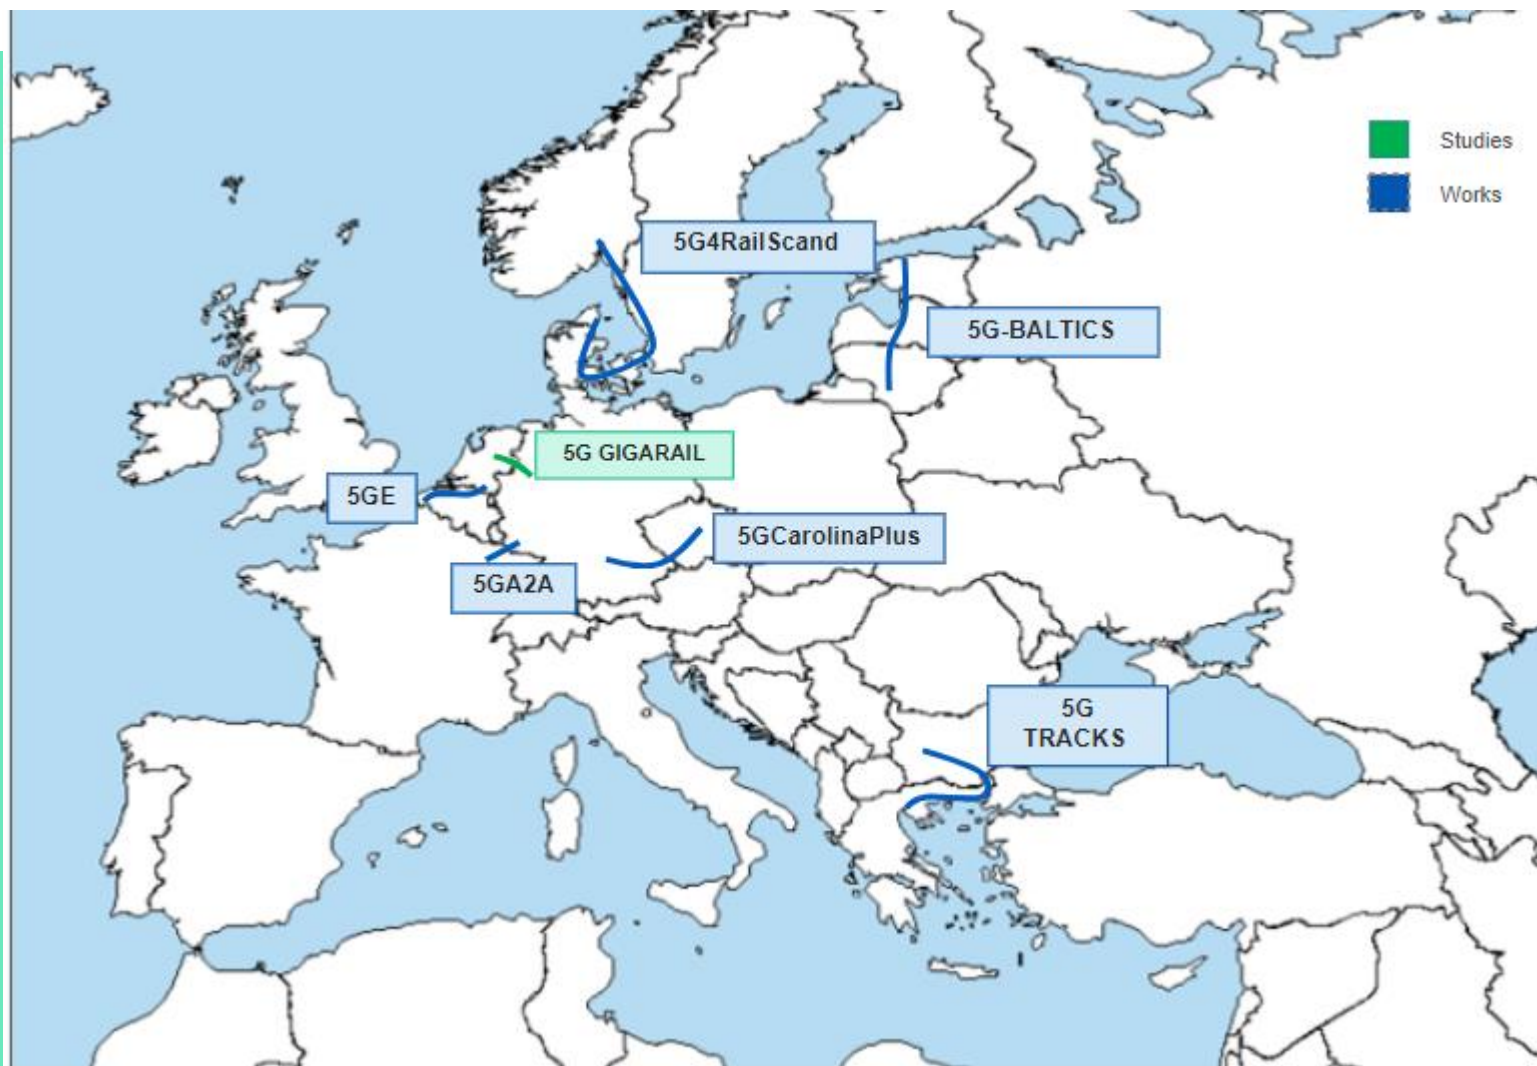 Studies
Works
5G4RailScand
5G-BALTICS
5G GIGARAIL
5GE
5GCarolinaPlus
5GA2A
5G
TRACKS